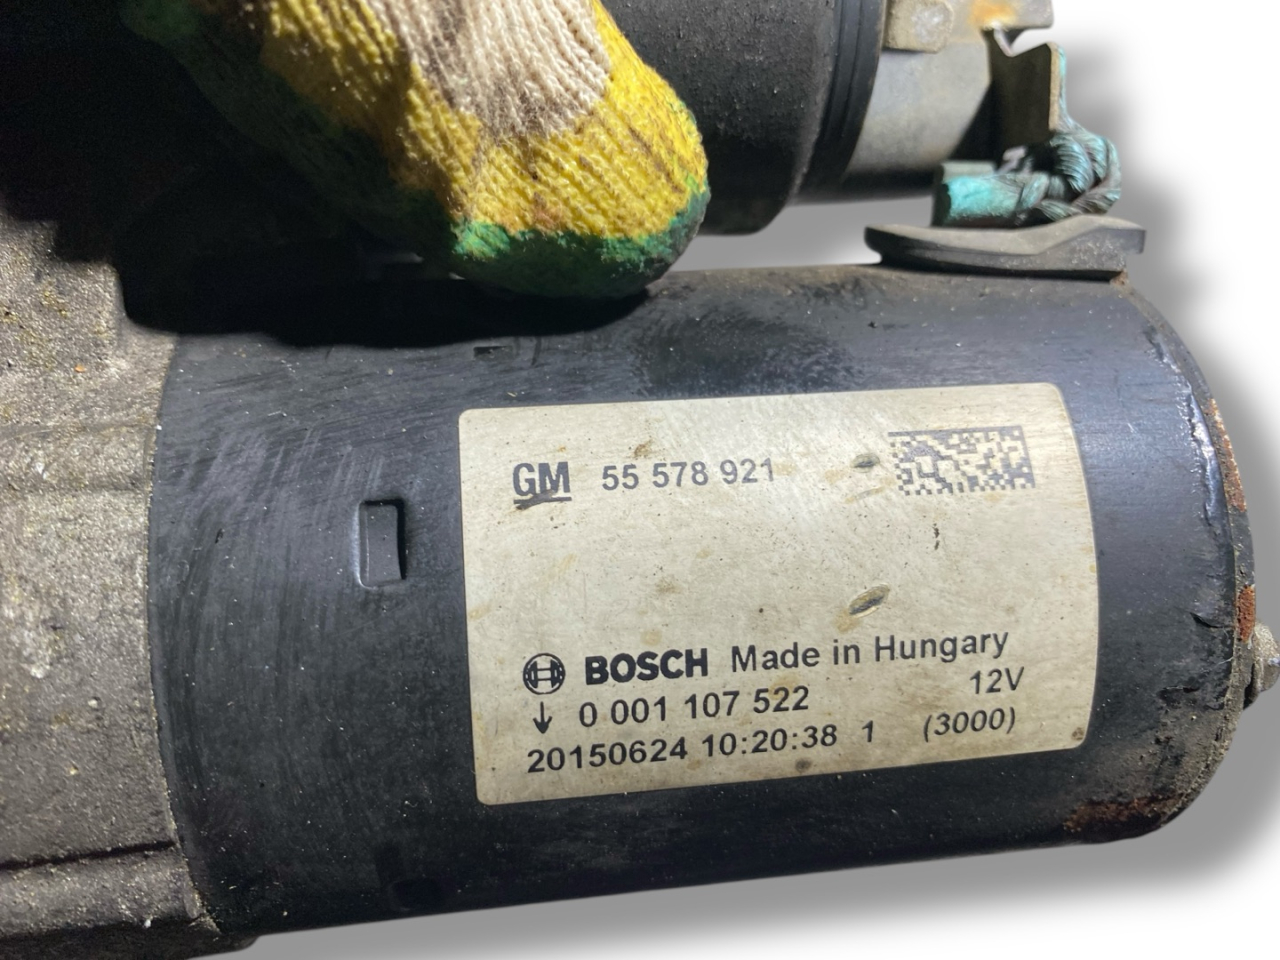 GM 55 578 921
BOSCH Made in Hungary
0 001 107 522 12V
20150624 10:20:38 1 (3000)